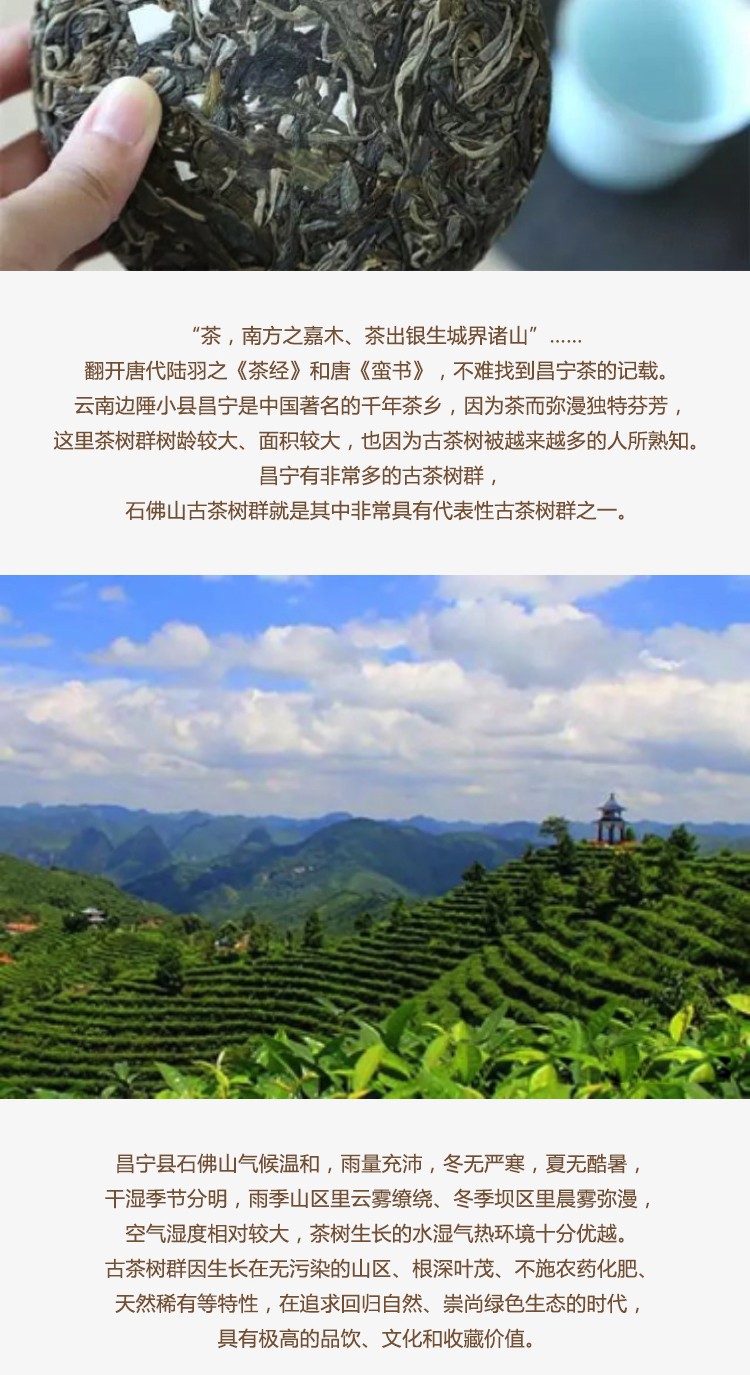 “茶，南方之嘉木、茶出银生城界诸山”……
翻开唐代陆羽之《茶经》和唐《蛮书》，不难找到昌宁茶的记载。
云南边陲小县昌宁是中国著名的千年茶乡，因为茶而弥漫独特芬芳，
这里茶树群树龄较大、面积较大，也因为古茶树被越来越多的人所熟知。
昌宁有非常多的古茶树群，
石佛山古茶树群就是其中非常具有代表性古茶树群之一。
昌宁县石佛山气候温和，雨量充沛，冬无严寒，夏无酷暑，
干湿季节分明，雨季山区里云雾缭绕、冬季坝区里晨雾弥漫，
空气湿度相对较大，茶树生长的水湿气热环境十分优越。
古茶树群因生长在无污染的山区、根深叶茂、不施农药化肥、
天然稀有等特性，在追求回归自然、崇尚绿色生态的时代，
具有极高的品饮、文化和收藏价值。